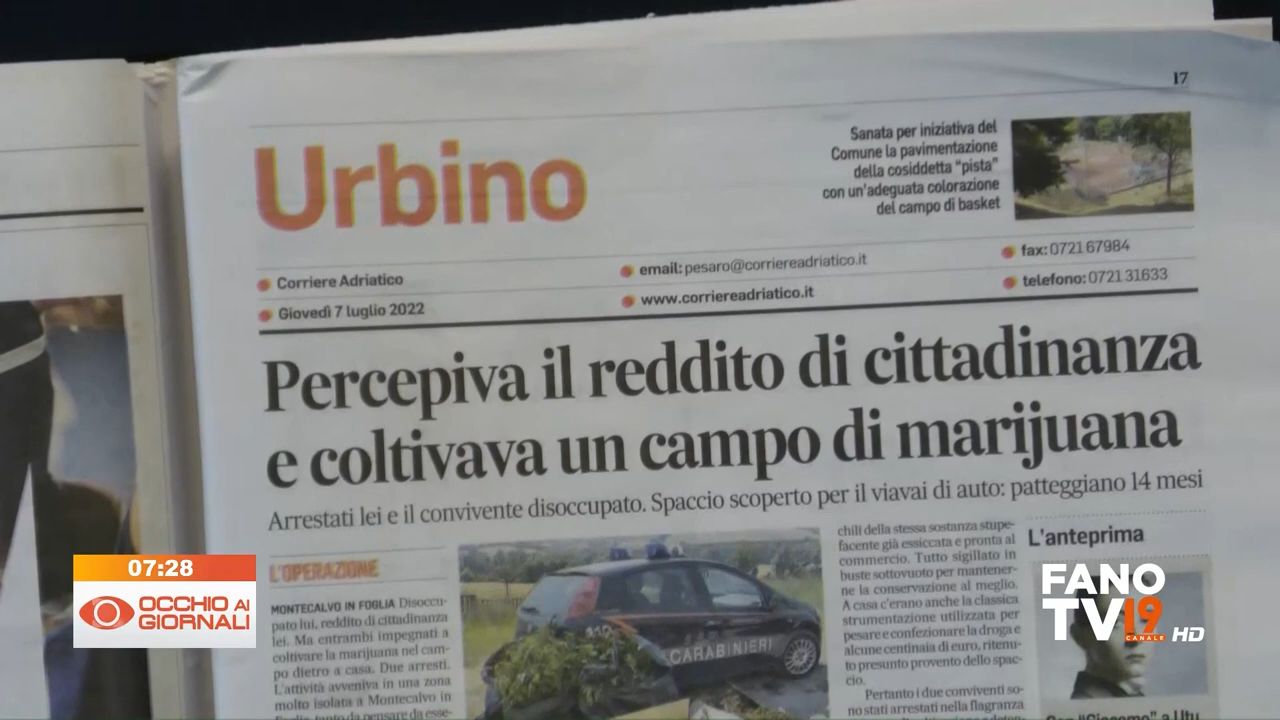 17
Urbino
Sanata per iniziativa del
Comune la pavimentazione
della cosiddetta “pista”
con un’adeguata colorazione
del campo di basket
Corriere Adriatico
Giovedì 7 luglio 2022
email: pesaro@corriereadriatico.it
www.corriereadriatico.it
fax: 0721 67984
telefono: 0721 31633
Percepiva il reddito di cittadinanza
e coltivava un campo di marijuana
Arrestati lei e il convivente disoccupato. Spaccio scoperto per il viavai di auto: patteggiano 14 mesi
L'OPERAZIONE
MONTECALVO IN FOGLIA Disoccu-
pato lui, reddito di cittadinanza
lei. Ma entrambi impegnati a
coltivare la marijuana nel cam-
po dietro a casa. Due arresti.
L'attività avveniva in una zona
molto isolata a Montecalvo in
Foglia, tanto da pensare da esse-
CARABINIERI
chili della stessa sostanza stupe-
facente già essiccata e pronta al
commercio. Tutto sigillato in
buste sottovuoto per mantener-
ne la conservazione al meglio.
A casa c'erano anche la classica
strumentazione utilizzata per
pesare e confezionare la droga e
alcune centinaia di euro, ritenu-
to presunto provento dello spac-
cio.
Pertanto i due conviventi so-
no stati arrestati nella flagranza
L'anteprima
"Giacomo" a Utu
07:28
OCCHIO AI
GIORNALI
FANO
TV19
CANALE
HD